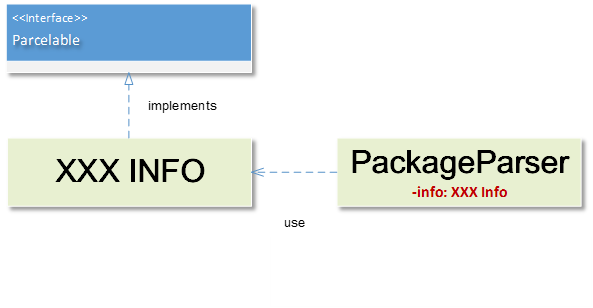 <<Interface>>
Parcelable
implements
XXX INFO
PackageParser
-info: XXX Info
use